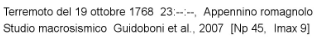 Terremoto del 19 ottobre 1768  23:--:--,  Appennino romagnolo
Studio macrosismico  Guidoboni et al., 2007  [Np 45,  Imax 9]